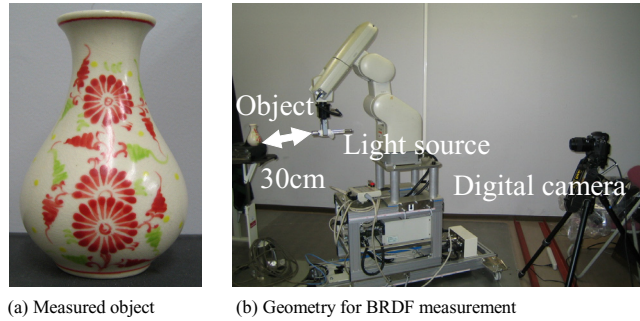 Object
30cm
Light source
Digital camera
(a) Measured object
(b) Geometry for BRDF measurement